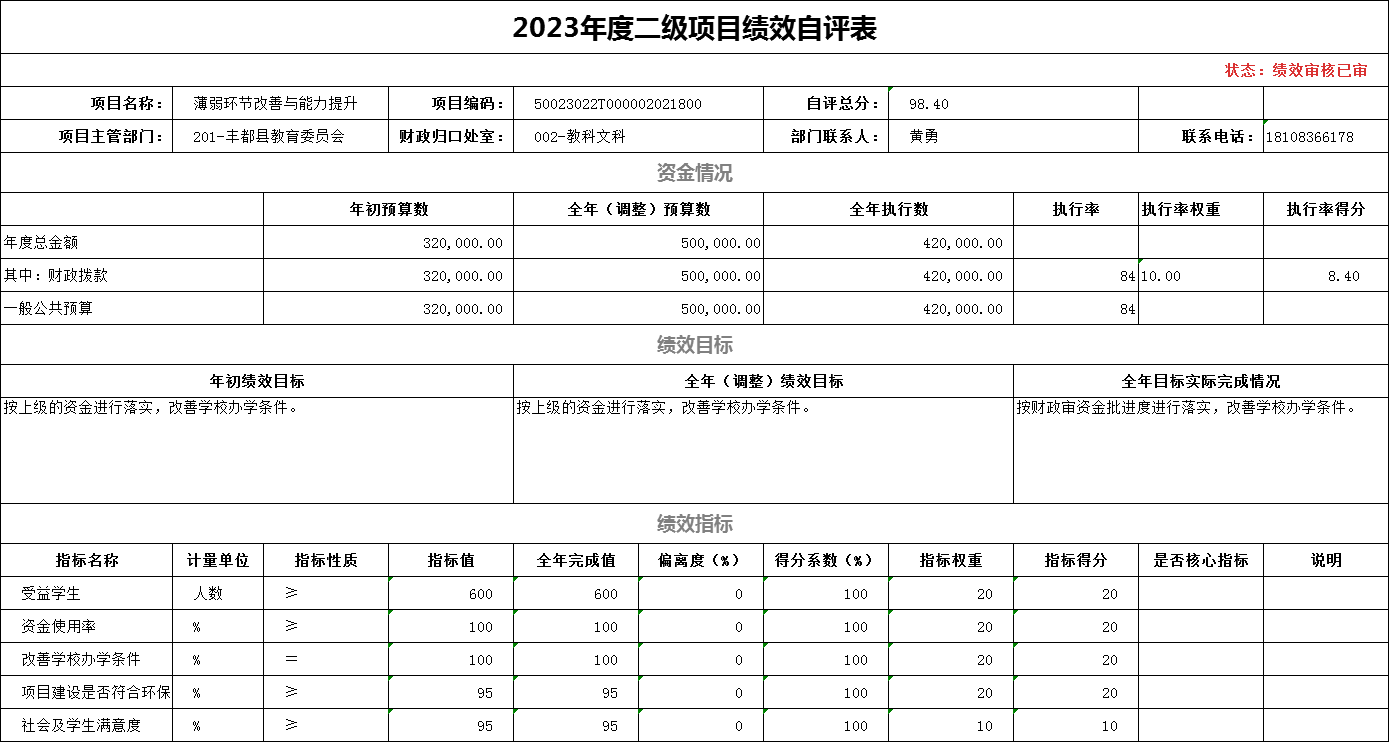 2023年度二级项目绩效自评表
状态：绩效审核已审
项目名称： 薄弱环节改善与能力提升 项目编码： 50023022T000002021800 自评总分： 98.40
项目主管部门： 201-丰都县教育委员会 财政归口处室： 002-教科文科 部门联系人： 黄勇 联系电话： 18108366178
资金情况
年初预算数 全年（调整）预算数 全年执行数 执行率 执行率权重 执行率得分
年度总金额 320,000.00 500,000.00 420,000.00
其中：财政拨款 320,000.00 500,000.00 420,000.00 84 10.00 8.40
一般公共预算 320,000.00 500,000.00 420,000.00 84
绩效目标
年初绩效目标 全年（调整）绩效目标 全年目标实际完成情况
按上级的资金进行落实，改善学校办学条件。 按上级的资金进行落实，改善学校办学条件。 按财政审资金批进度进行落实，改善学校办学条件。
绩效指标
指标名称 计量单位 指标性质 指标值 全年完成值 偏离度（%） 得分系数（%） 指标权重 指标得分 是否核心指标 说明
受益学生 人数 ≥ 600 600 0 100 20 20
资金使用率 % ≥ 100 100 0 100 20 20
改善学校办学条件 % ＝ 100 100 0 100 20 20
项目建设是否符合环保 % ≥ 95 95 0 100 20 20
社会及学生满意度 % ≥ 95 95 0 100 10 10